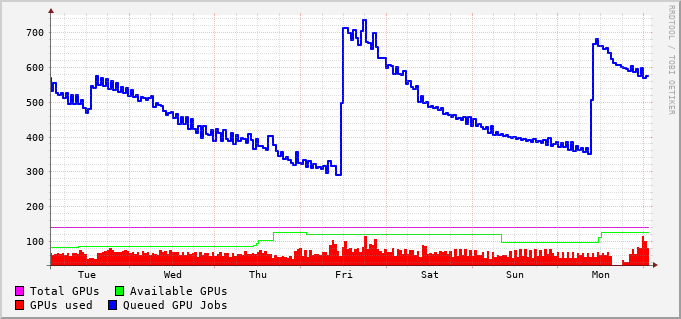 700
600
500
400
300
200
100
Tue Wed Thu Fri Sat Sun Mon
Total GPUs Available GPUs
GPUs used Queued GPU Jobs
RRDTOOL / TOBI OETIKER